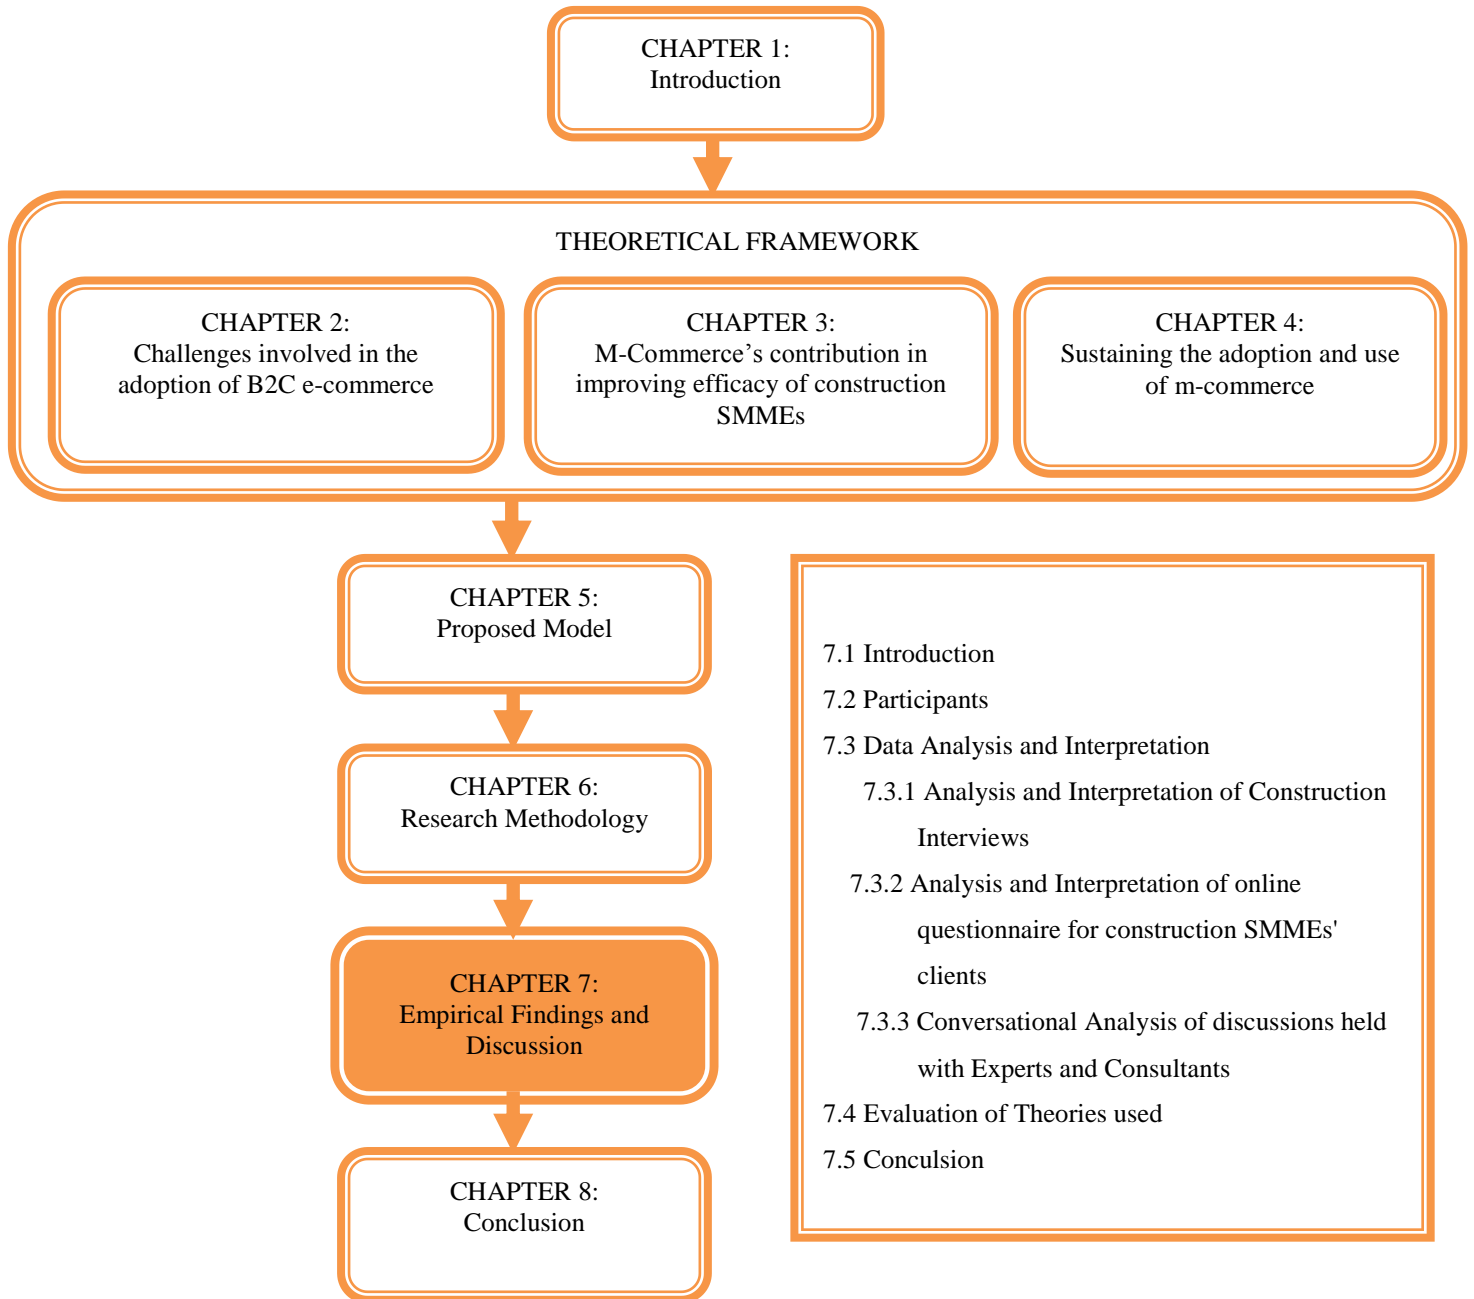 CHAPTER 1:
Introduction
THEORETICAL FRAMEWORK
CHAPTER 2:
Challenges involved in the
adoption of B2C e-commerce
CHAPTER 3:
M-Commerce’s contribution in
improving efficacy of construction
SMMEs
CHAPTER 4:
Sustaining the adoption and use
of m-commerce
CHAPTER 5:
Proposed Model
CHAPTER 6:
Research Methodology
CHAPTER 7:
Empirical Findings and
Discussion
CHAPTER 8:
Conclusion
7.1 Introduction
7.2 Participants
7.3 Data Analysis and Interpretation
7.3.1 Analysis and Interpretation of Construction
Interviews
7.3.2 Analysis and Interpretation of online
questionnaire for construction SMMEs'
clients
7.3.3 Conversational Analysis of discussions held
with Experts and Consultants
7.4 Evaluation of Theories used
7.5 Conculsion